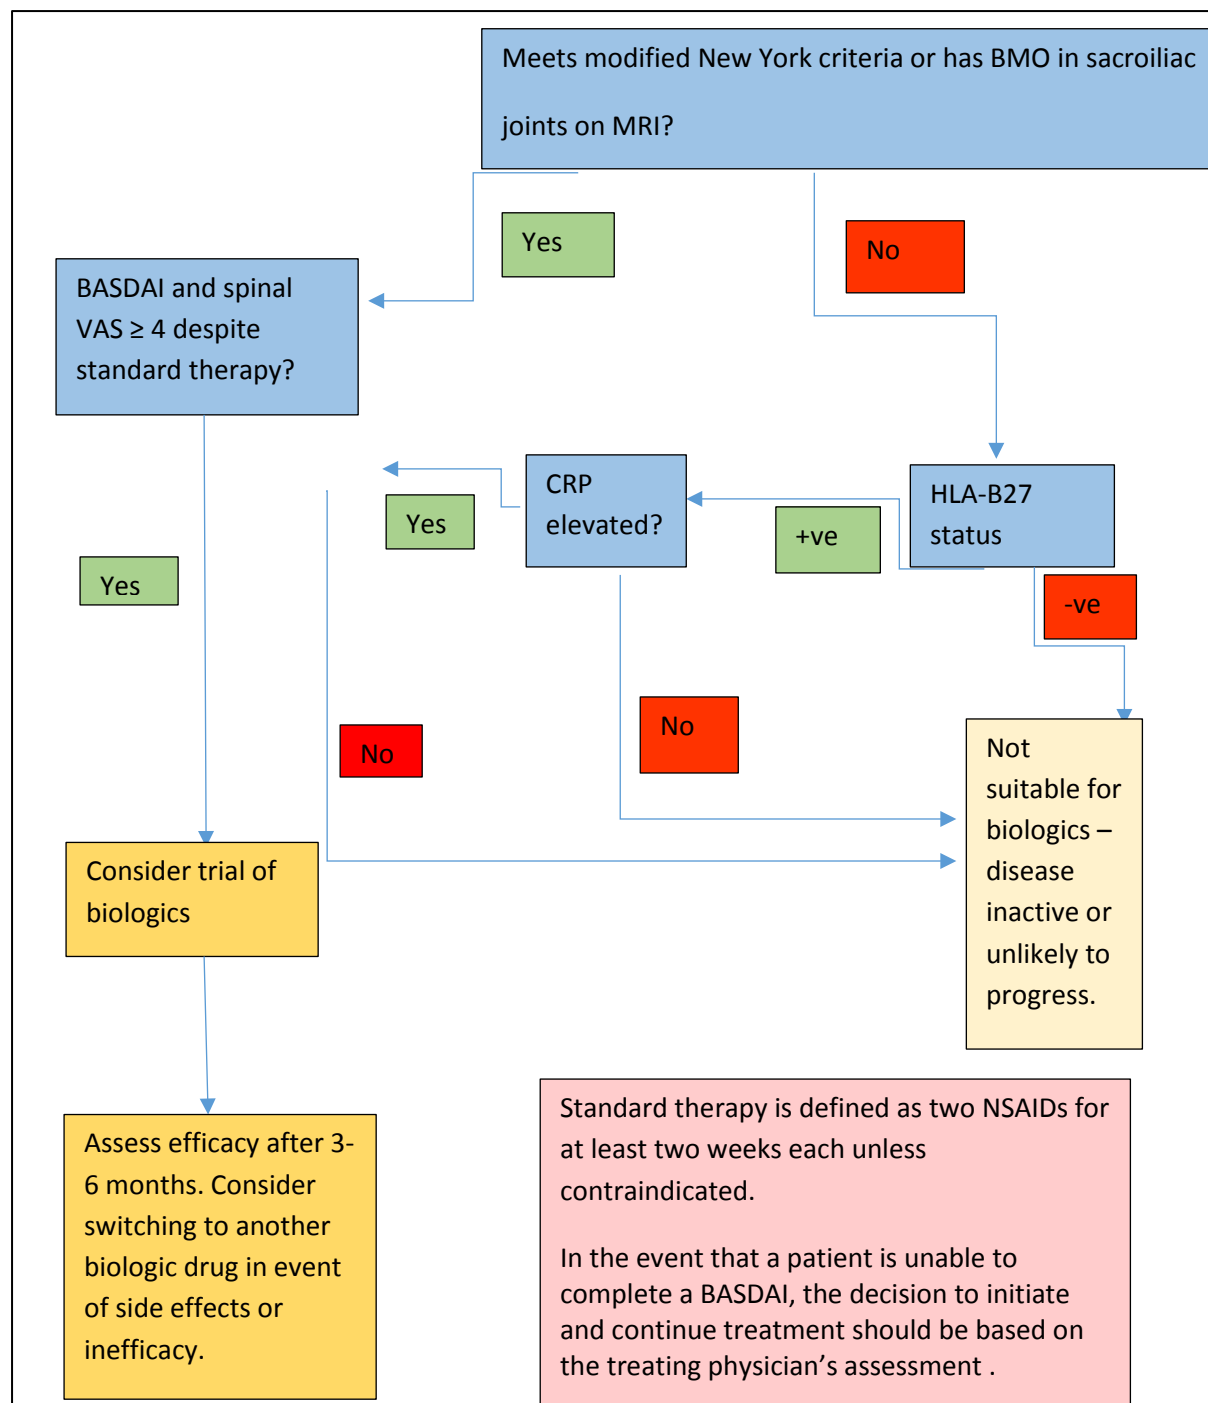 Meets modified New York criteria or has BMO in sacroiliac
joints on MRI?
Yes
No
BASDAI and spinal
VAS ≥ 4 despite
standard therapy?
CRP
elevated?
HLA-B27
status
Yes
+ve
Yes
-ve
No
No
Not
suitable for
biologics –
disease
inactive or
unlikely to
progress.
Consider trial of
biologics
Assess efficacy after 3-
6 months. Consider
switching to another
biologic drug in event
of side effects or
inefficacy.
Standard therapy is defined as two NSAIDs for
at least two weeks each unless
contraindicated.
In the event that a patient is unable to
complete a BASDAI, the decision to initiate
and continue treatment should be based on
the treating physician’s assessment .